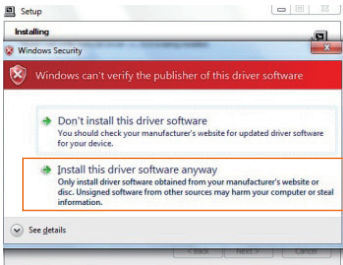 Setup
Installing
Windows Security
Windows can't verify the publisher of this driver software
Don't install this driver software
You should check your manufacturer's website for updated driver software
for your device.
Install this driver software anyway
Only install driver software obtained from your manufacturer's website or
disc. Unsigned software from other sources may harm your computer or steal
information.
See details
< Back Next > Cancel